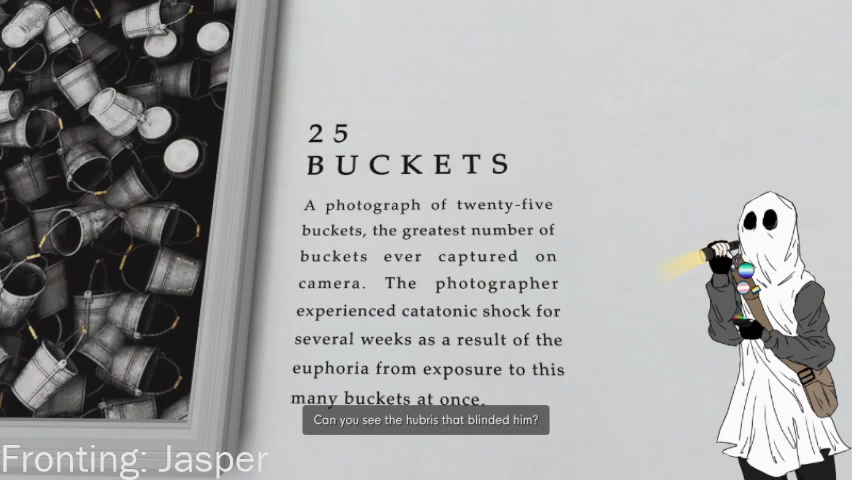 25
BUCKETS
A photograph of twenty-five
buckets, the greatest number of
buckets ever captured on
camera. The photographer
experienced catatonic shock for
several weeks as a result of the
euphoria from exposure to this
many buckets at once.
Can you see the hubris that blinded him?
Fronting: Jasper